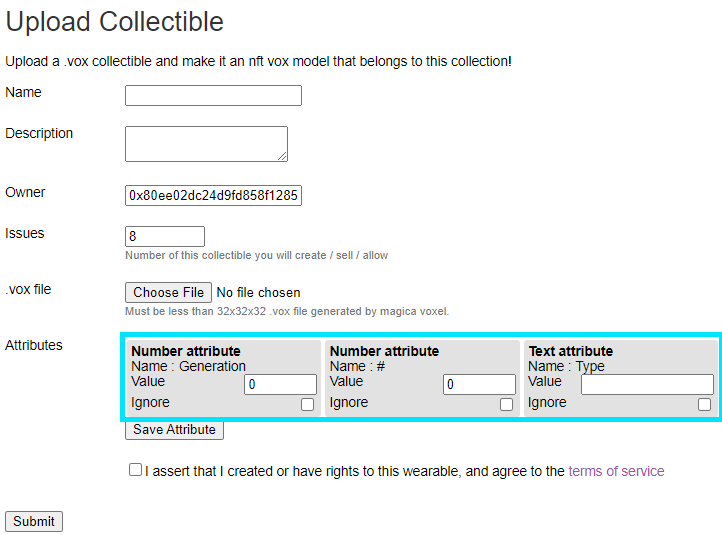 Upload Collectible
Upload a .vox collectible and make it an nft vox model that belongs to this collection!
Name
Description
Owner 0x80ee02dc24d9fd858f1285
Issues 8
Number of this collectible you will create / sell / allow
.vox file Choose File No file chosen
Must be less than 32x32x32 .vox file generated by magica voxel.
Attributes Number attribute Number attribute Text attribute
Name : Generation Name : # Name : Type
Value 0 Value 0 Value
Ignore Ignore Ignore
Save Attribute
I assert that I created or have rights to this wearable, and agree to the terms of service
Submit